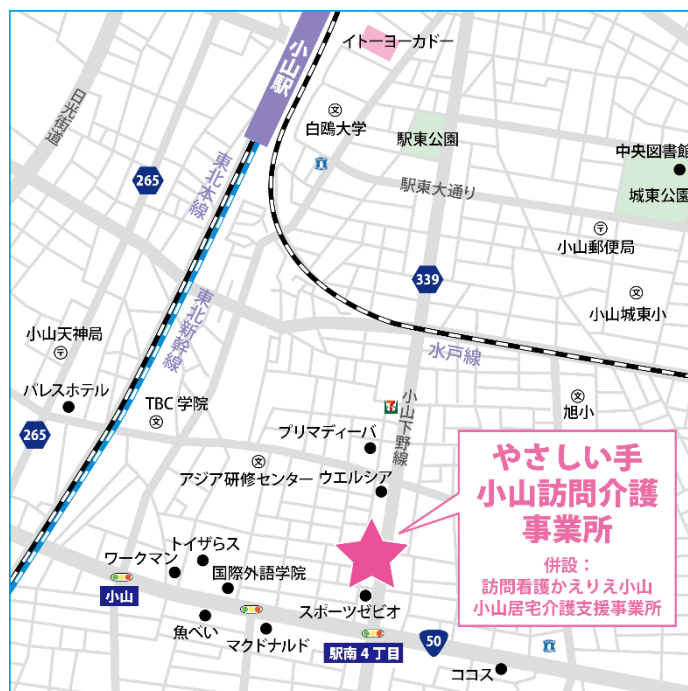 小山駅
イトーヨーカドー
日光街道
白鴎大学
駅東公園
中央図書館
城東公園
265
東北本線
駅東大通り
小山郵便局
339
小山城東小
東北新幹線
水戸線
小山天神局
パレスホテル
TBC 学院
小山下野線
旭小
265
プリマディーバ
アジア研修センター
ウエルシア
やさしい手
小山訪問介護
事業所
併設：
訪問看護かえりえ小山
小山居宅介護支援事業所
トイザらス
ワークマン
国際外語学院
小山
スポーツゼビオ
魚べい
マクドナルド
駅南4丁目
50
ココス